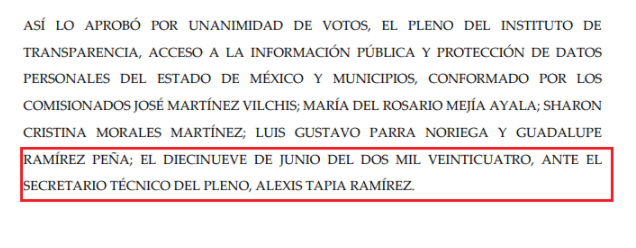 ASÍ LO APROBÓ POR UNANIMIDAD DE VOTOS, EL PLENO DEL INSTITUTO DE
TRANSPARENCIA, ACCESO A LA INFORMACIÓN PÚBLICA Y PROTECCIÓN DE DATOS
PERSONALES DEL ESTADO DE MÉXICO Y MUNICIPIOS, CONFORMADO POR LOS
COMISIONADOS JOSÉ MARTÍNEZ VILCHIS; MARÍA DEL ROSARIO MEJÍA AYALA; SHARON
CRISTINA MORALES MARTÍNEZ; LUIS GUSTAVO PARRA NORIEGA Y GUADALUPE
RAMÍREZ PEÑA; EL DIECINUEVE DE JUNIO DEL DOS MIL VEINTICUATRO, ANTE EL
SECRETARIO TÉCNICO DEL PLENO, ALEXIS TAPIA RAMÍREZ.